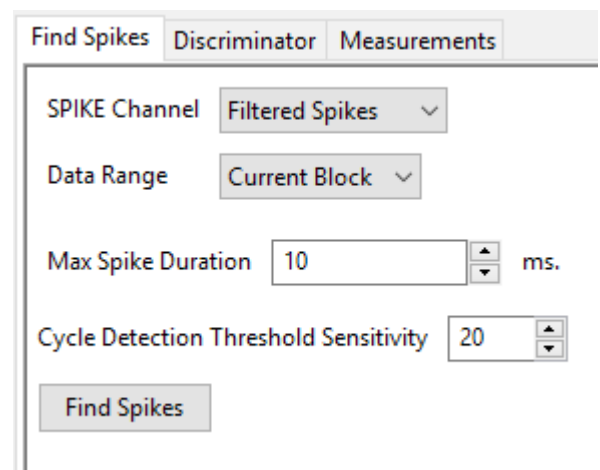 Find Spikes Discriminator Measurements
SPIKE Channel Filtered Spikes
Data Range Current Block
Max Spike Duration 10 ms.
Cycle Detection Threshold Sensitivity 20
Find Spikes